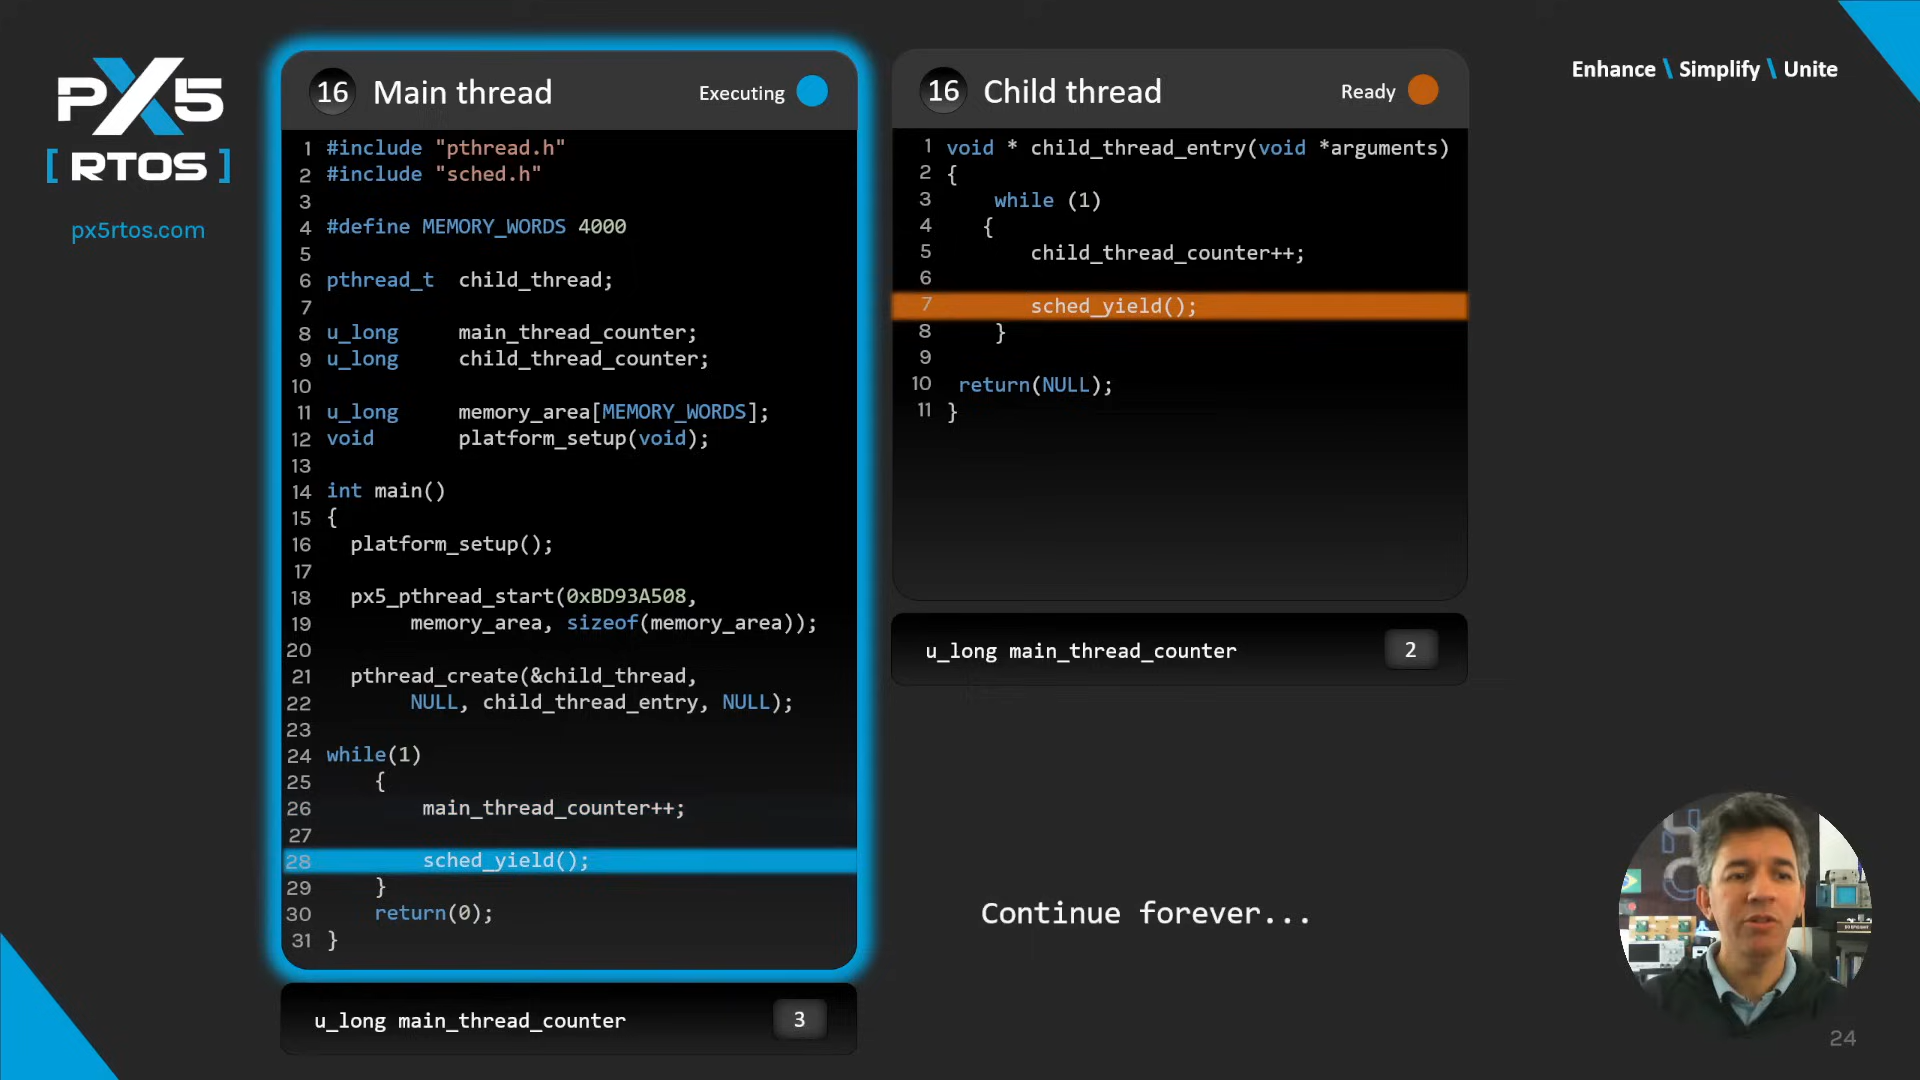 PX5
[ RTOS ]
px5rtos.com
Enhance \ Simplify \ Unite
16 Main thread Executing
1 #include "pthread.h"
2 #include "sched.h"
3
4 #define MEMORY_WORDS 4000
5
6 pthread_t child_thread;
7
8 u_long main_thread_counter;
9 u_long child_thread_counter;
10
11 u_long memory_area[MEMORY_WORDS];
12 void platform_setup(void);
13
14 int main()
15 {
16 platform_setup();
17
18 px5_pthread_start(0xBD93A508,
19 memory_area, sizeof(memory_area));
20
21 pthread_create(&child_thread,
22 NULL, child_thread_entry, NULL);
23
24 while(1)
25 {
26 main_thread_counter++;
27
28 sched_yield();
29 }
30 return(0);
31 }
u_long main_thread_counter 3
16 Child thread Ready
1 void * child_thread_entry(void *arguments)
2 {
3 while (1)
4 {
5 child_thread_counter++;
6
7 sched_yield();
8 }
9
10 return(NULL);
11 }
u_long main_thread_counter 2
Continue forever...
24